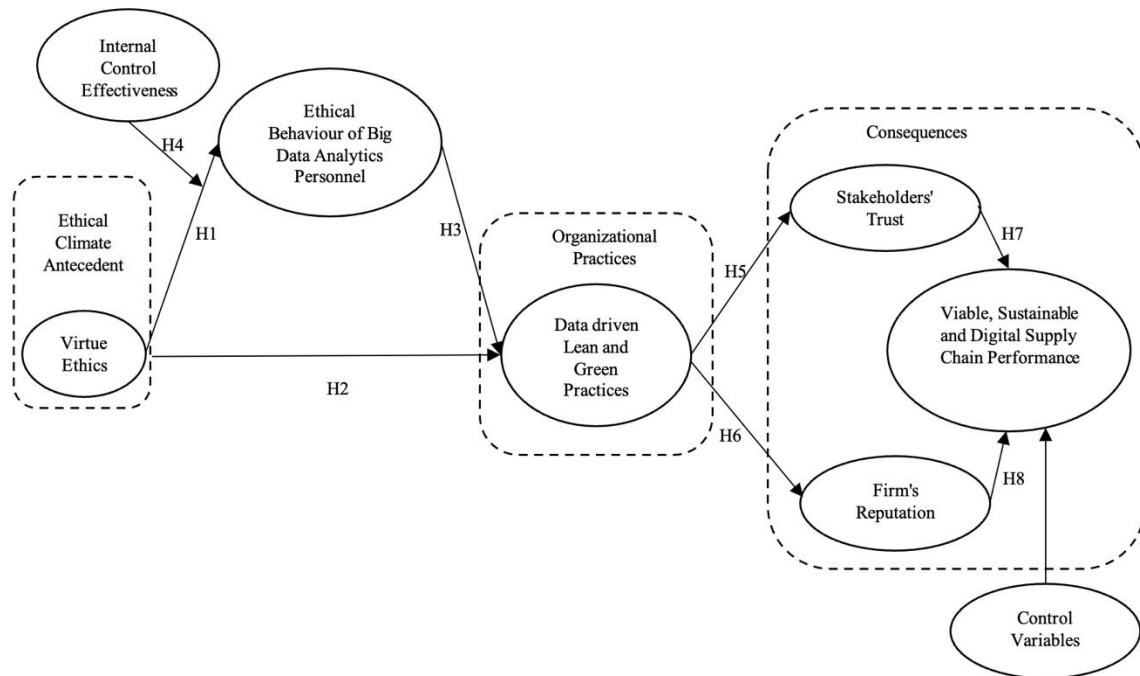 Internal
Control
Effectiveness
H4
Ethical
Behaviour of Big
Data Analytics
Personnel
Ethical
Climate
Antecedent
H1
Virtue
Ethics
H2
H3
Organizational
Practices
Data driven
Lean and
Green
Practices
H5
H6
Consequences
Stakeholders'
Trust
H7
Viable, Sustainable
and Digital Supply
Chain Performance
Firm's
Reputation
H8
Control
Variables